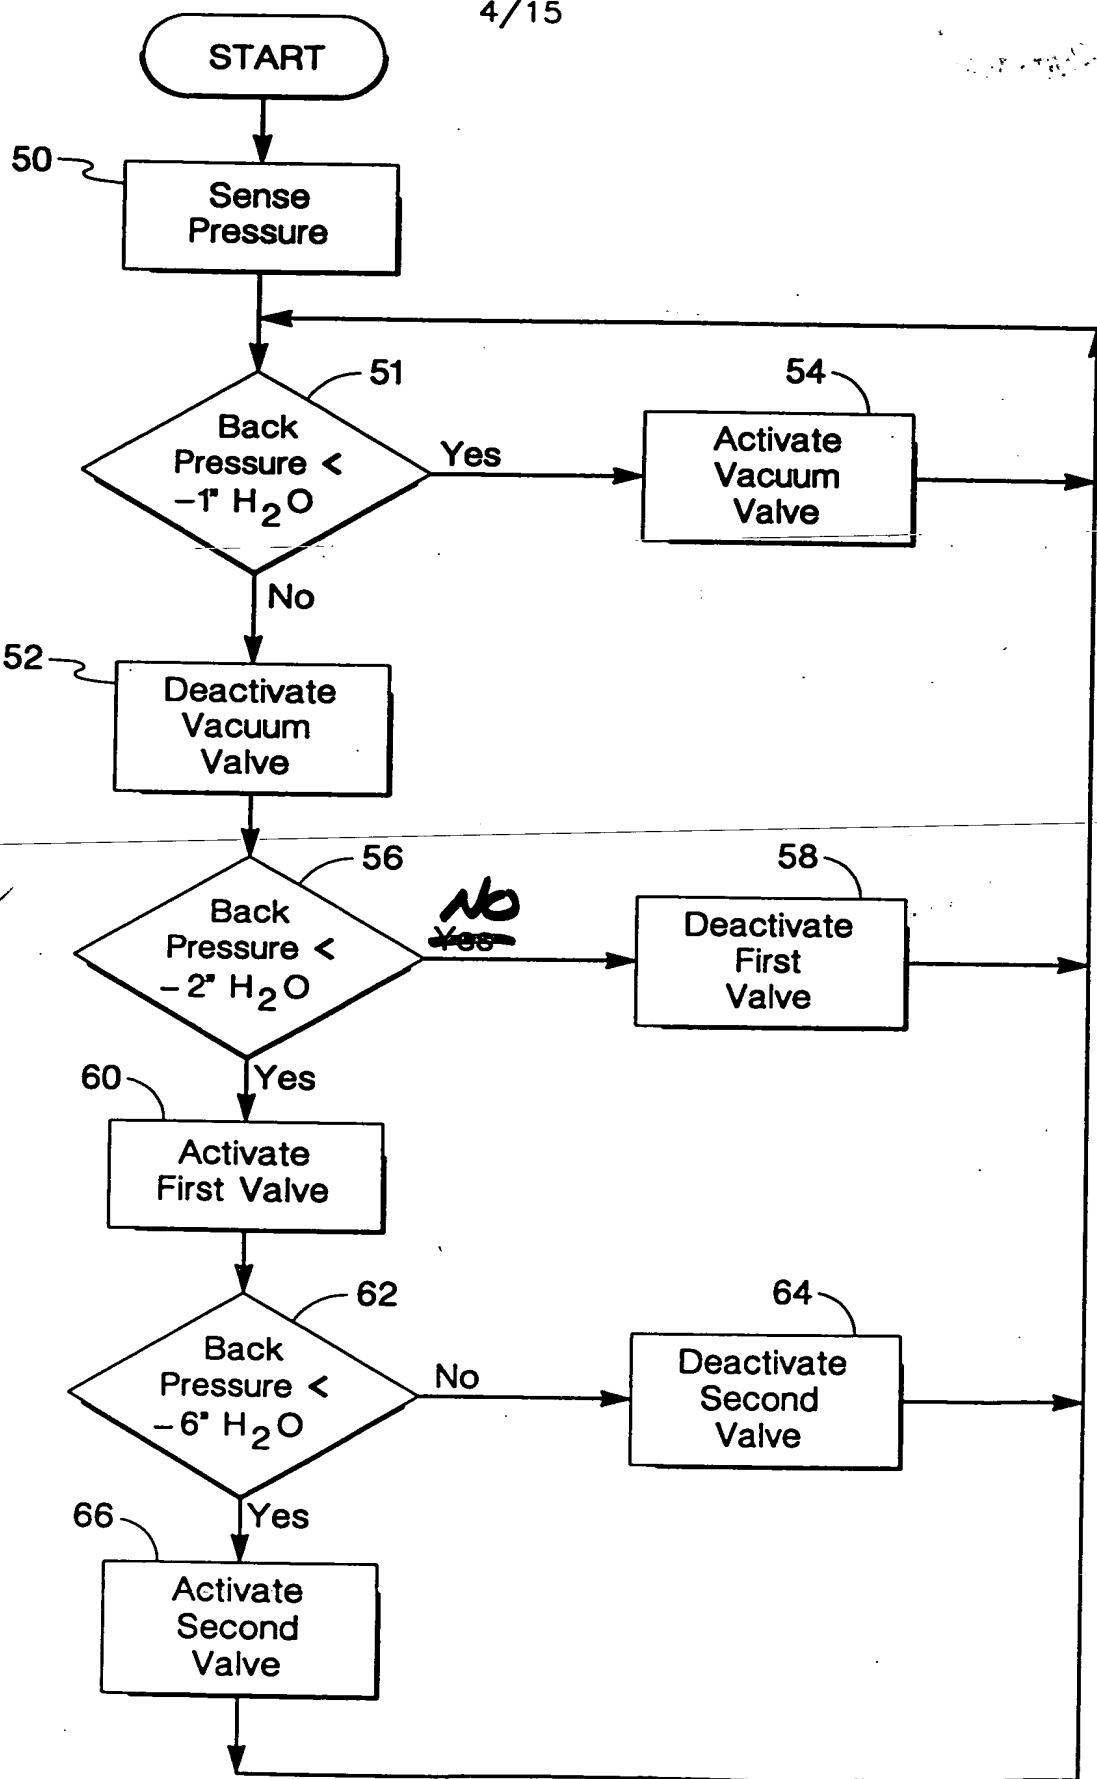 4/15
START
50
Sense
Pressure
51
Back
Pressure <
-1" H2O
Yes
54
Activate
Vacuum
Valve
No
52
Deactivate
Vacuum
Valve
56
Back
Pressure <
-2" H2O
NO
Yes
58
Deactivate
First
Valve
Yes
60
Activate
First Valve
62
Back
Pressure <
-6" H2O
No
64
Deactivate
Second
Valve
Yes
66
Activate
Second
Valve